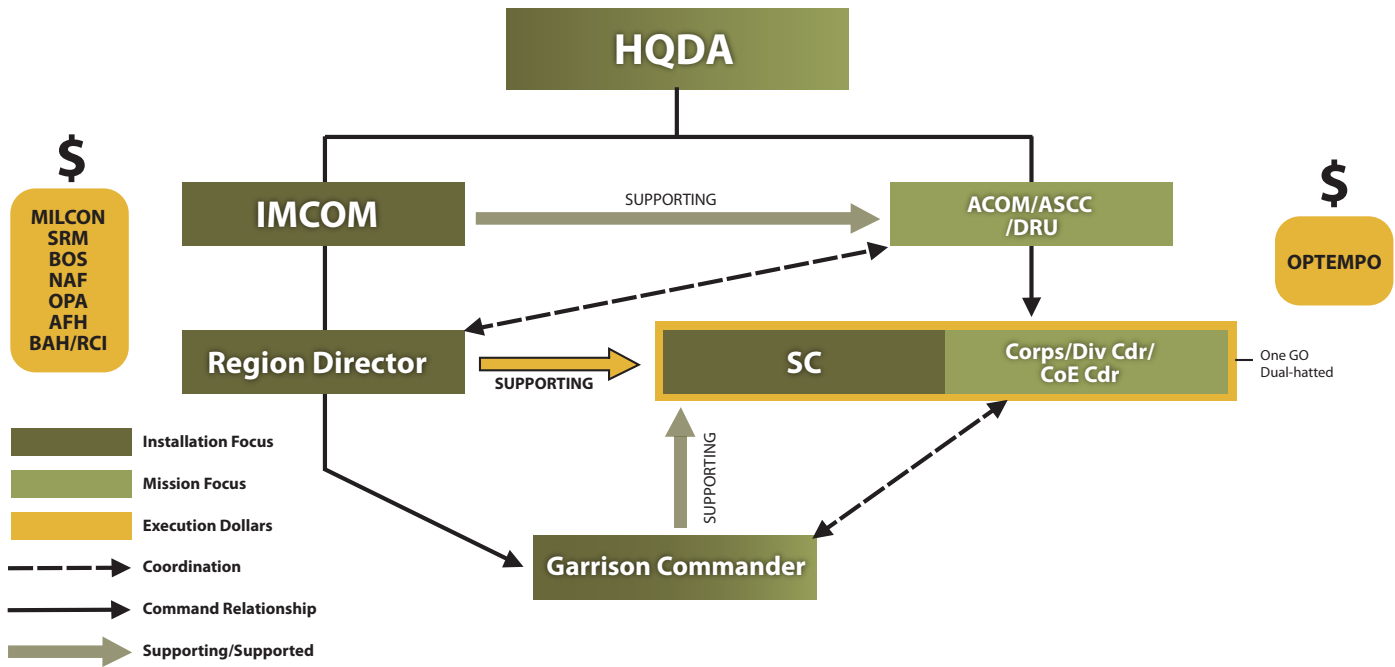 HQDA
$
MILCON
SRM
BOS
NAF
OPA
AFH
BAH/RCI
IMCOM
SUPPORTING
ACOM/ASCC
/DRU
$
OPTEMPO
Region Director
SUPPORTING
SC
Corps/Div Cdr/
CoE Cdr
One GO
Dual-hatted
SUPPORTING
Garrison Commander
Installation Focus
Mission Focus
Execution Dollars
Coordination
Command Relationship
Supporting/Supported